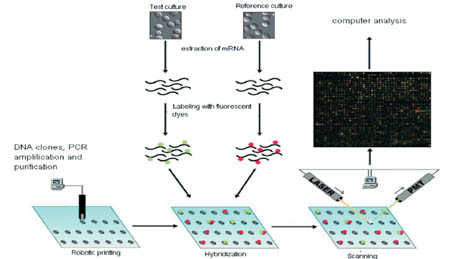 Test culture
Reference culture
computer analysis
extraction of mRNA
Labeling with fluorescent
dyes
DNA clones, PCR
amplification and
purification
LASER
PMT
Robotic printing
Hybridization
Scanning